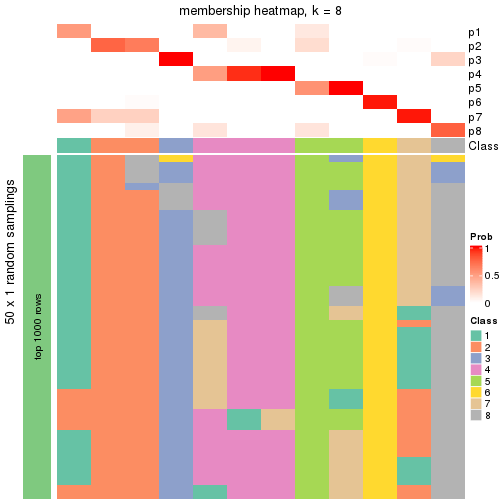 membership heatmap, k = 8
p1
p2
p3
p4
p5
p6
p7
p8
Class
50 x 1 random samplings
top 1000 rows
Prob
1
0.5
0
Class
1
2
3
4
5
6
7
8